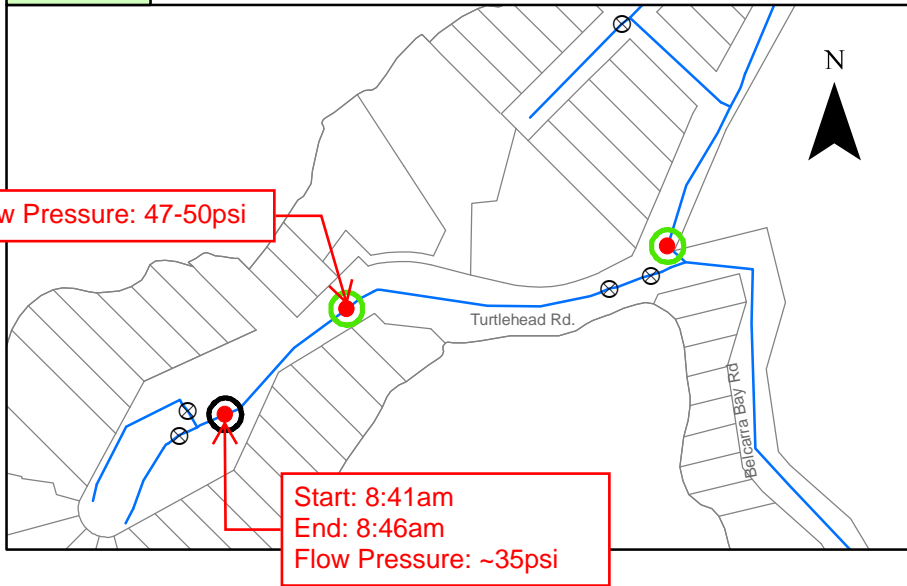 N
Pressure: 47-50psi
Turtlehead Rd.
Belcarra Bay Rd
Start: 8:41am
End: 8:46am
Flow Pressure: ~35psi